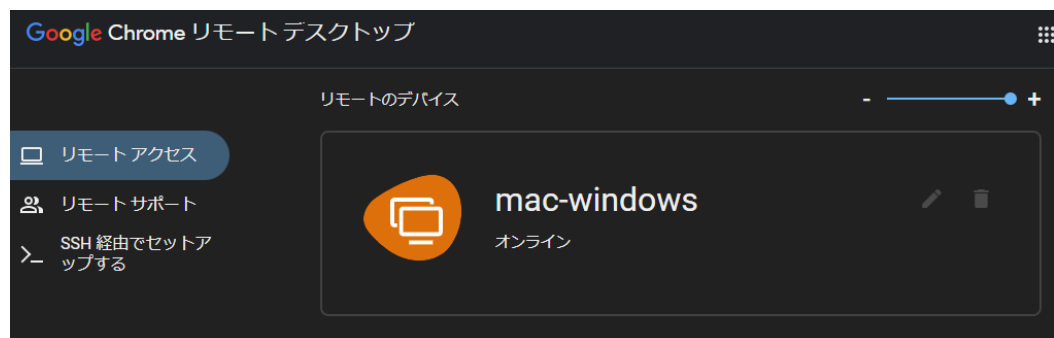 Google Chrome リモート デスクトップ
リモートのデバイス
- +
リモート アクセス
リモート サポート
SSH 経由でセットア
ップする
mac-windows
オンライン